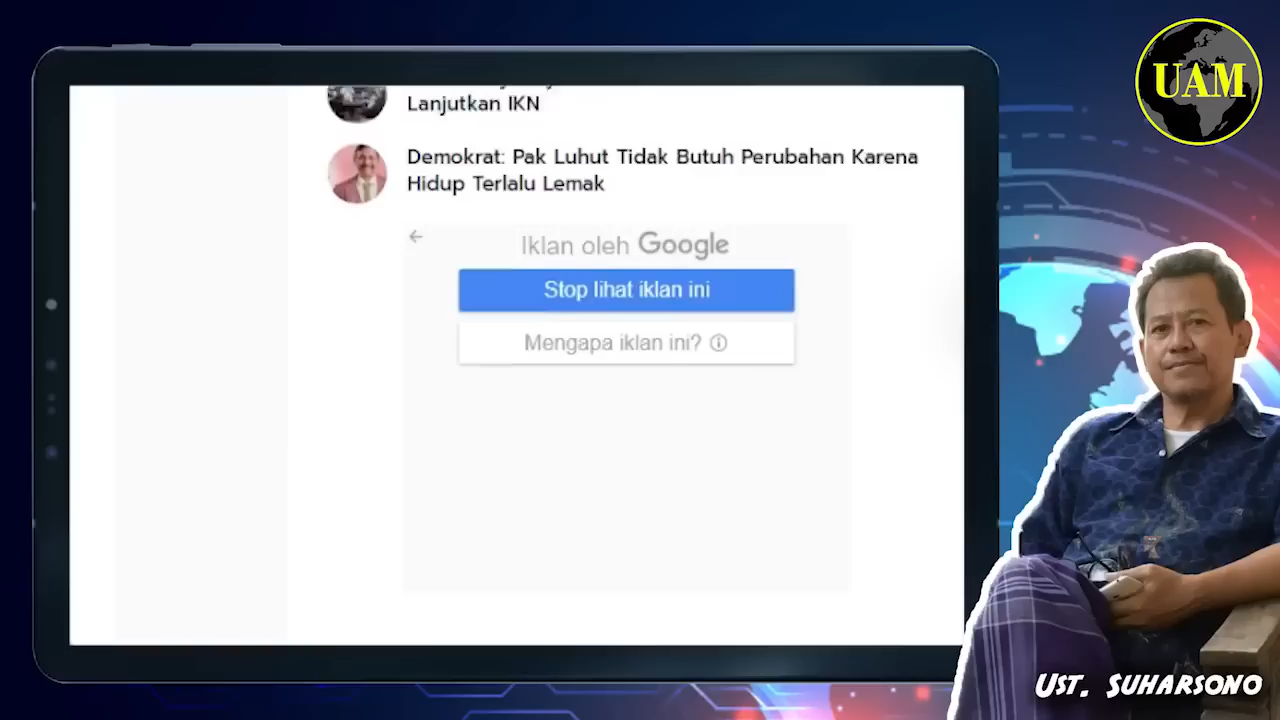 UAM
Lanjutkan IKN
Demokrat: Pak Luhut Tidak Butuh Perubahan Karena
Hidup Terlalu Lemak
Iklan oleh Google
Stop lihat iklan ini
Mengapa iklan ini?
UST. SUHARSONO